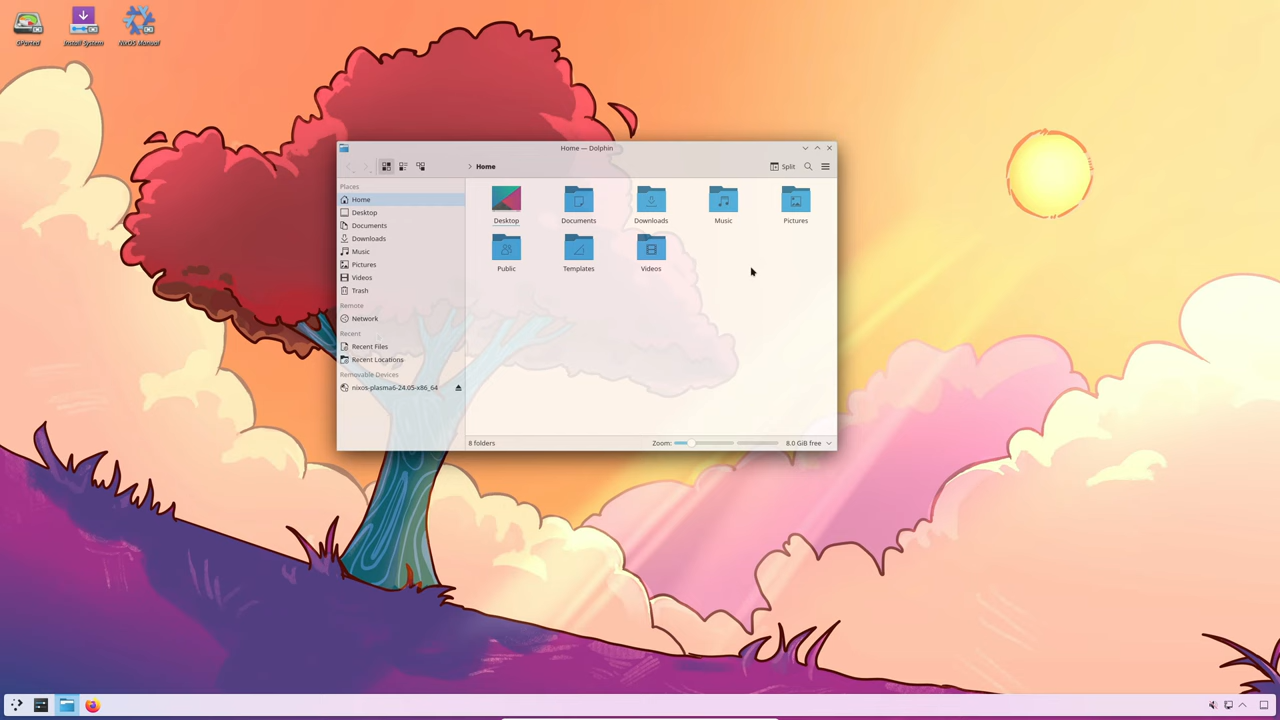 GParted
Install System
NixOS Manual
Home — Dolphin
Home
Split
Places
Home
Desktop
Documents
Downloads
Music
Pictures
Videos
Trash
Remote
Network
Recent
Recent Files
Recent Locations
Removable Devices
nixos-plasma6-24.05-x86_64
Desktop
Documents
Downloads
Music
Pictures
Public
Templates
Videos
8 folders
Zoom:
8.0 GiB free